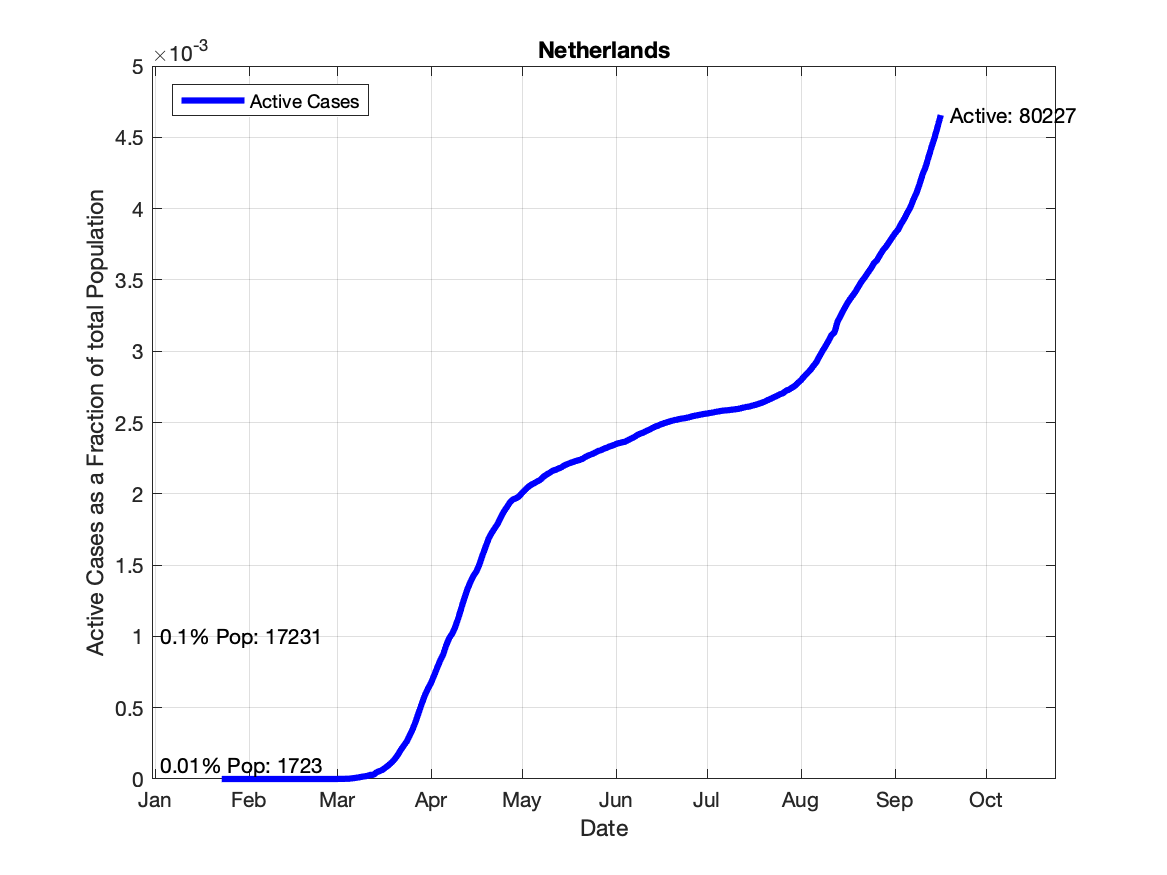 Netherlands
×10-3
Active Cases
Active: 80227
5
4.5
4
3.5
3
2.5
2
1.5
1
0.5
0
0.1% Pop: 17231
0.01% Pop: 1723
Active Cases as a Fraction of total Population
Jan Feb Mar Apr May Jun Jul Aug Sep Oct
Date